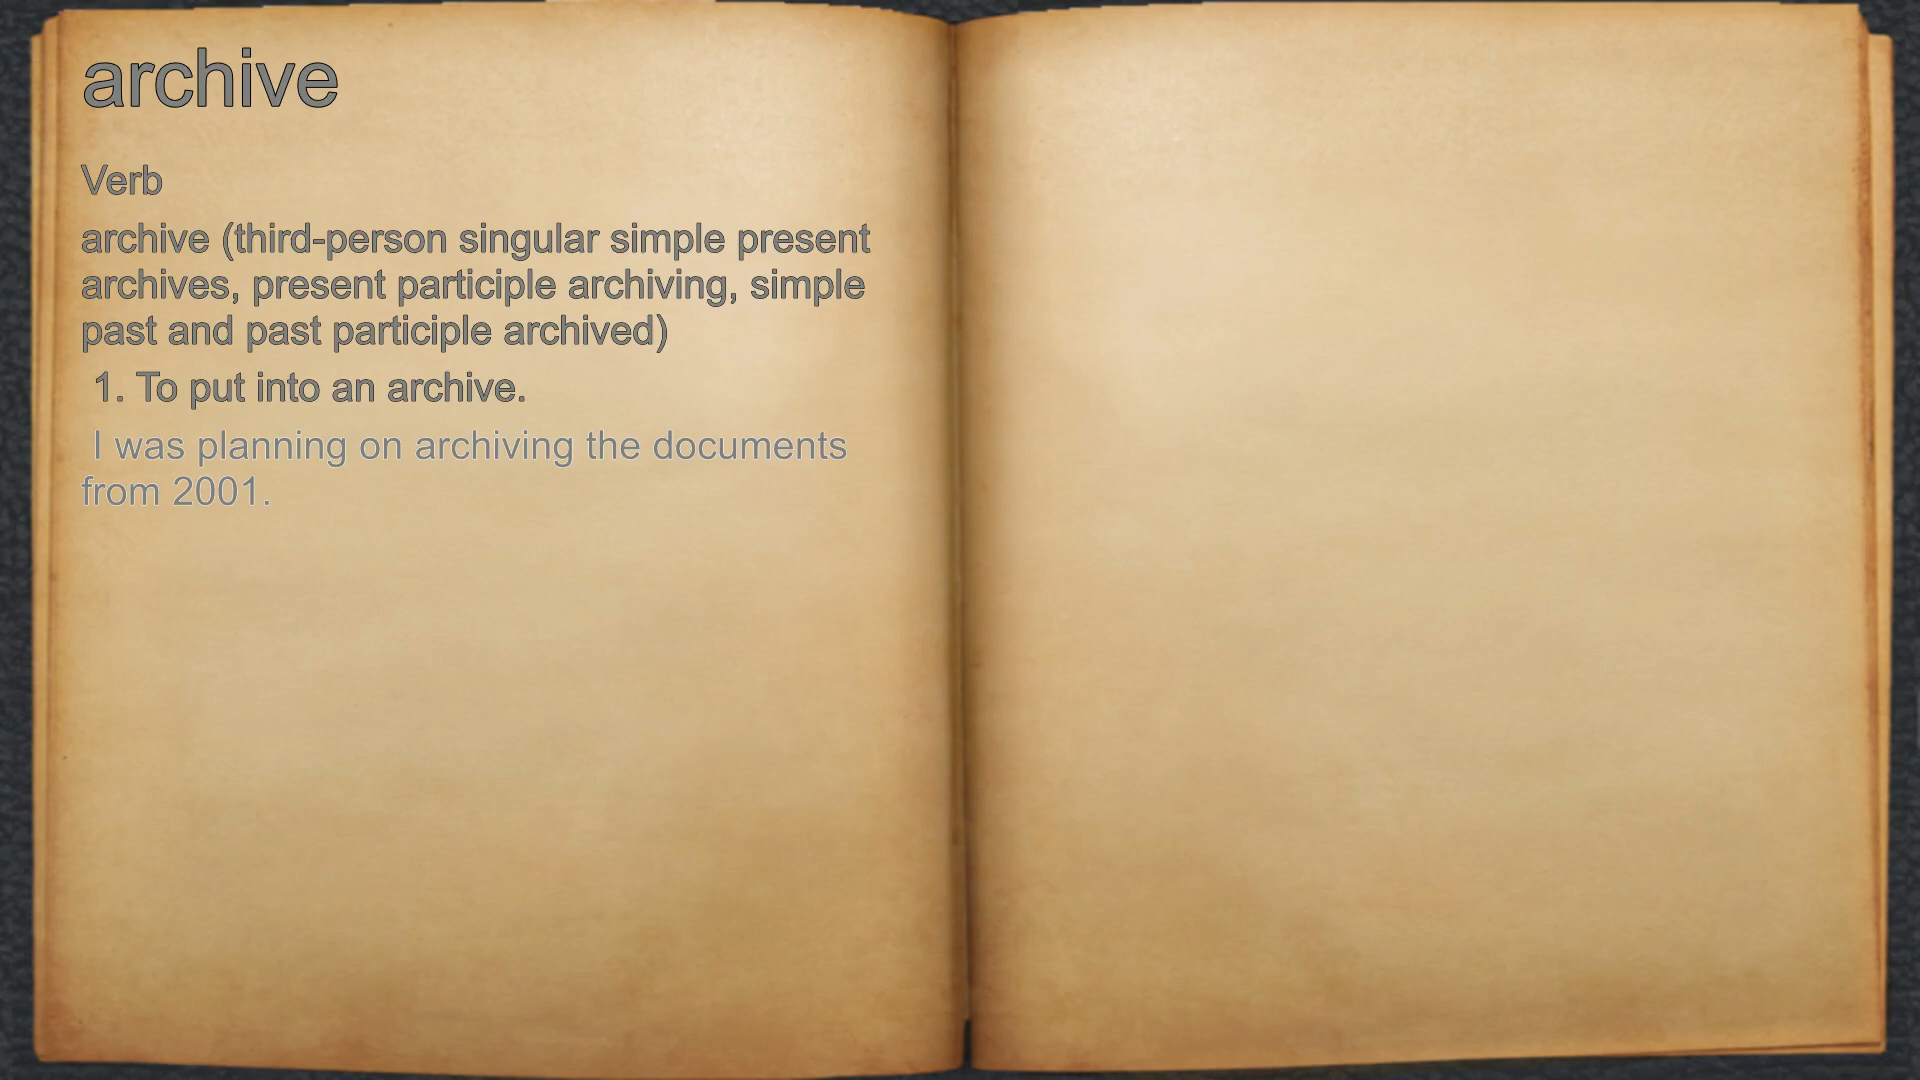 archive
Verb
archive (third-person singular simple present
archives, present participle archiving, simple
past and past participle archived)
1. To put into an archive.
I was planning on archiving the documents
from 2001.